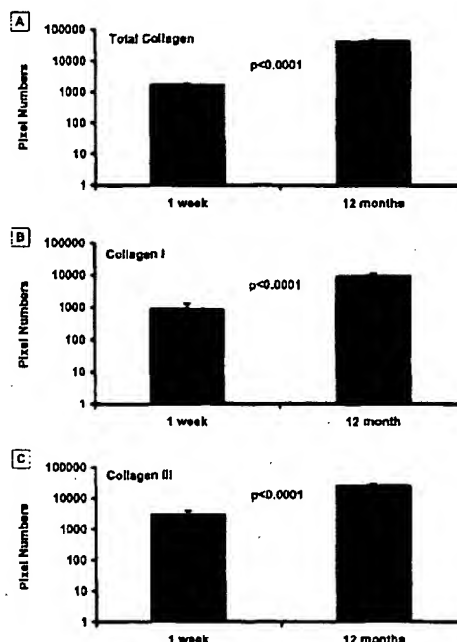 A
Total Collagen
p<0.0001
Pixel Numbers
100000
10000
1000
100
10
1
1 week
12 months
B
Collagen I
p<0.0001
Pixel Numbers
100000
10000
1000
100
10
1
1 week
12 month
C
Collagen III
p<0.0001
Pixel Numbers
100000
10000
1000
100
10
1
1 week
12 months